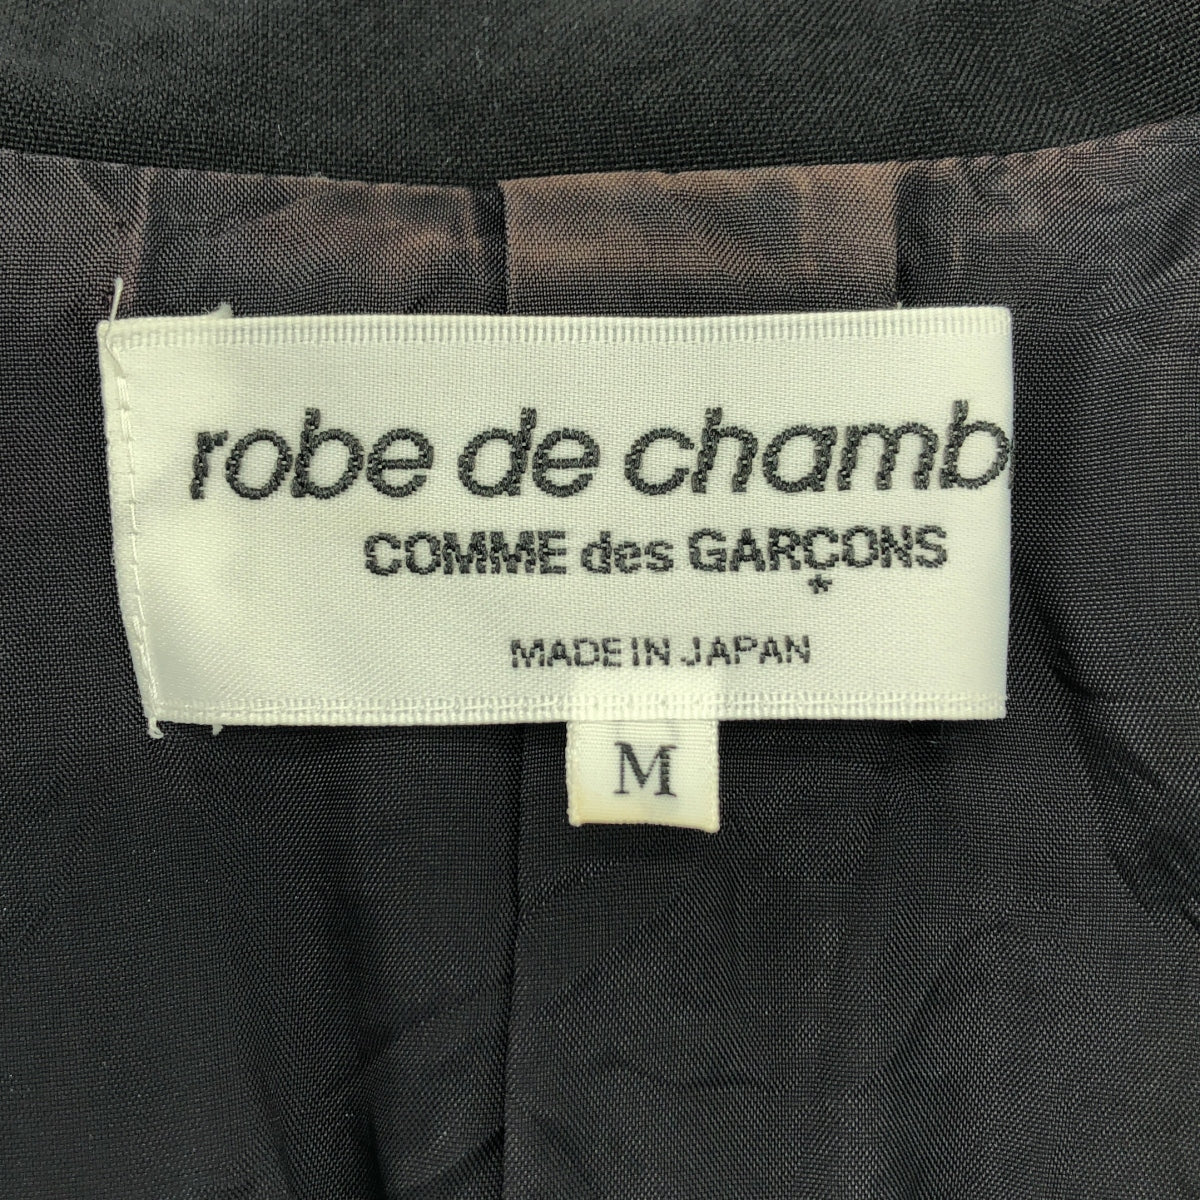 robe de chamb
COMME des GARÇONS
MADE IN JAPAN
M